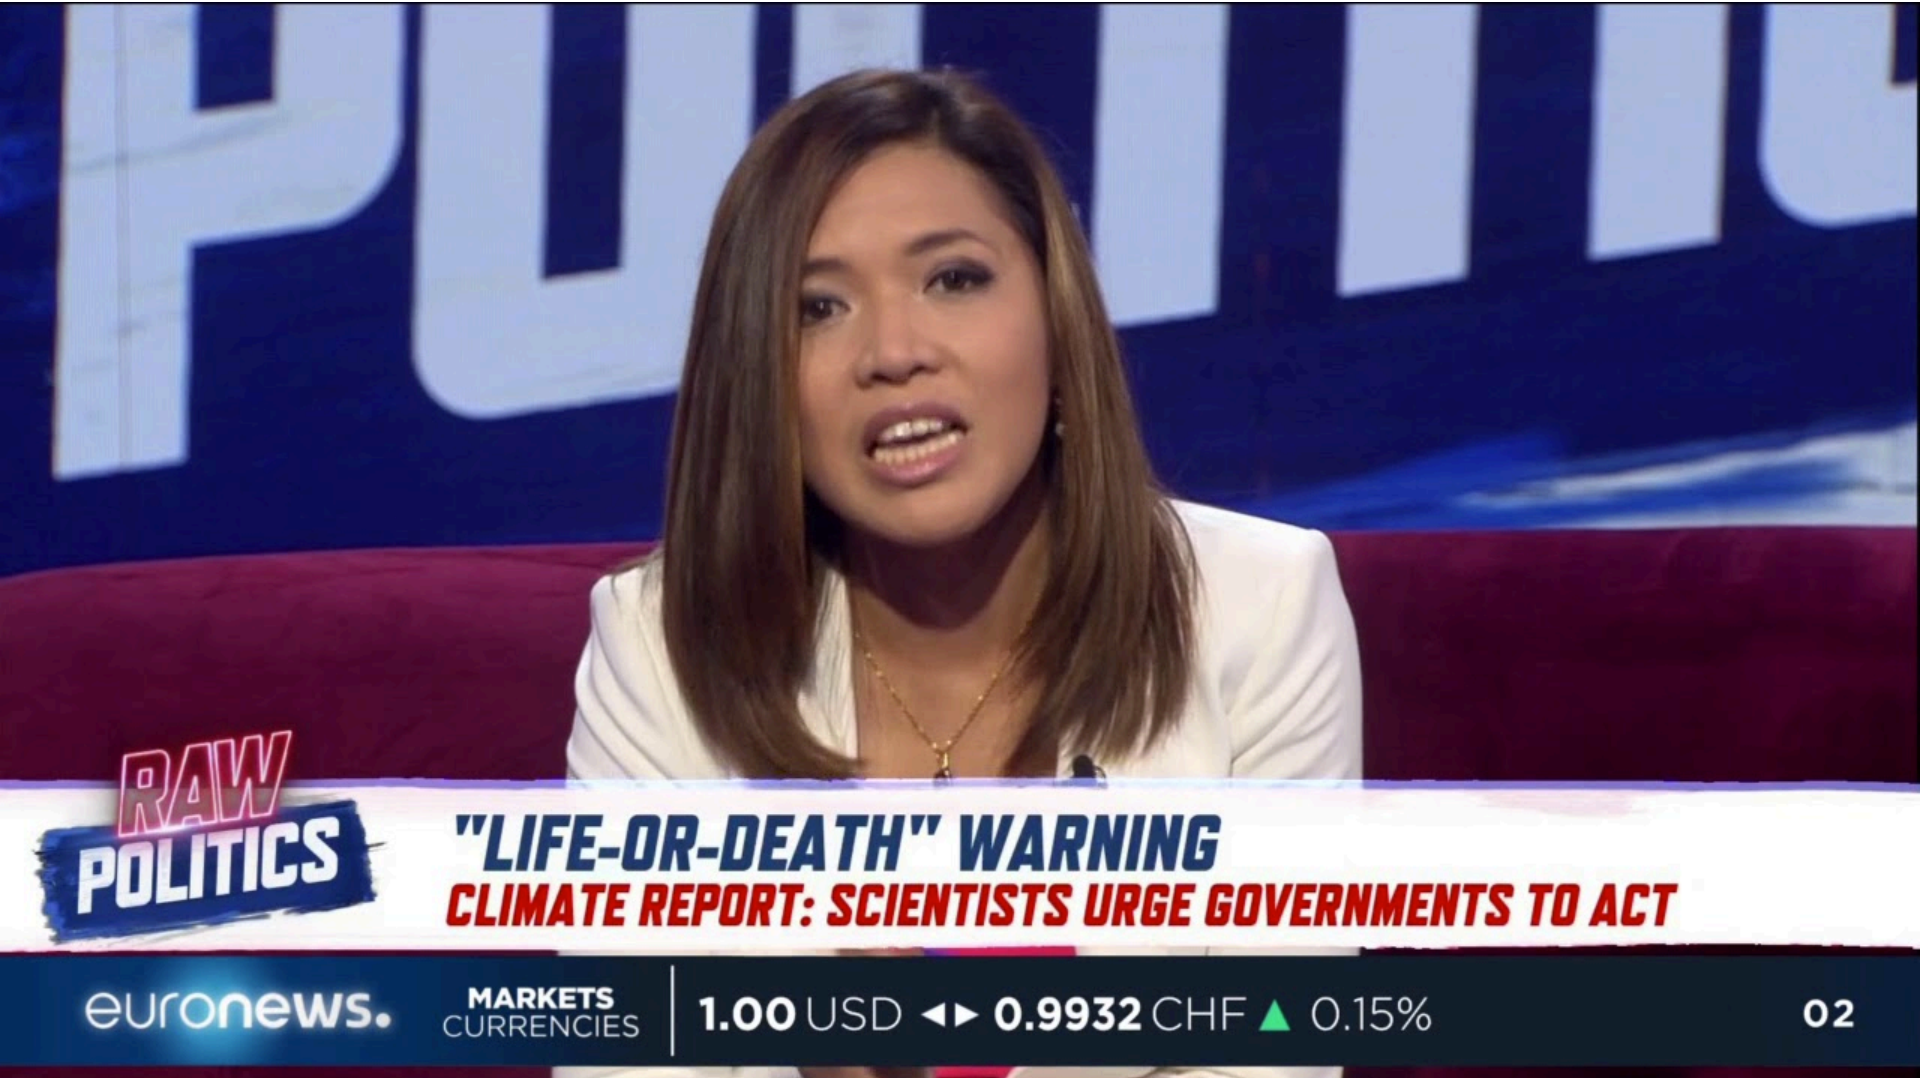 POLITIC
RAW
POLITICS
"LIFE-OR-DEATH" WARNING
CLIMATE REPORT: SCIENTISTS URGE GOVERNMENTS TO ACT
euronews.
MARKETS
CURRENCIES
1.00 USD ◀▶ 0.9932 CHF ▲ 0.15%
02